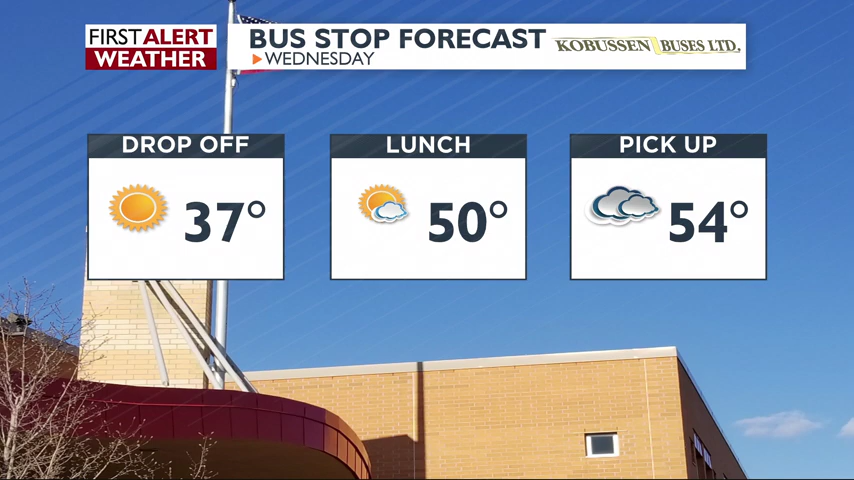 FIRST ALERT
WEATHER
BUS STOP FORECAST
WEDNESDAY
KOBUSSEN BUSES LTD.
DROP OFF
37°
LUNCH
50°
PICK UP
54°